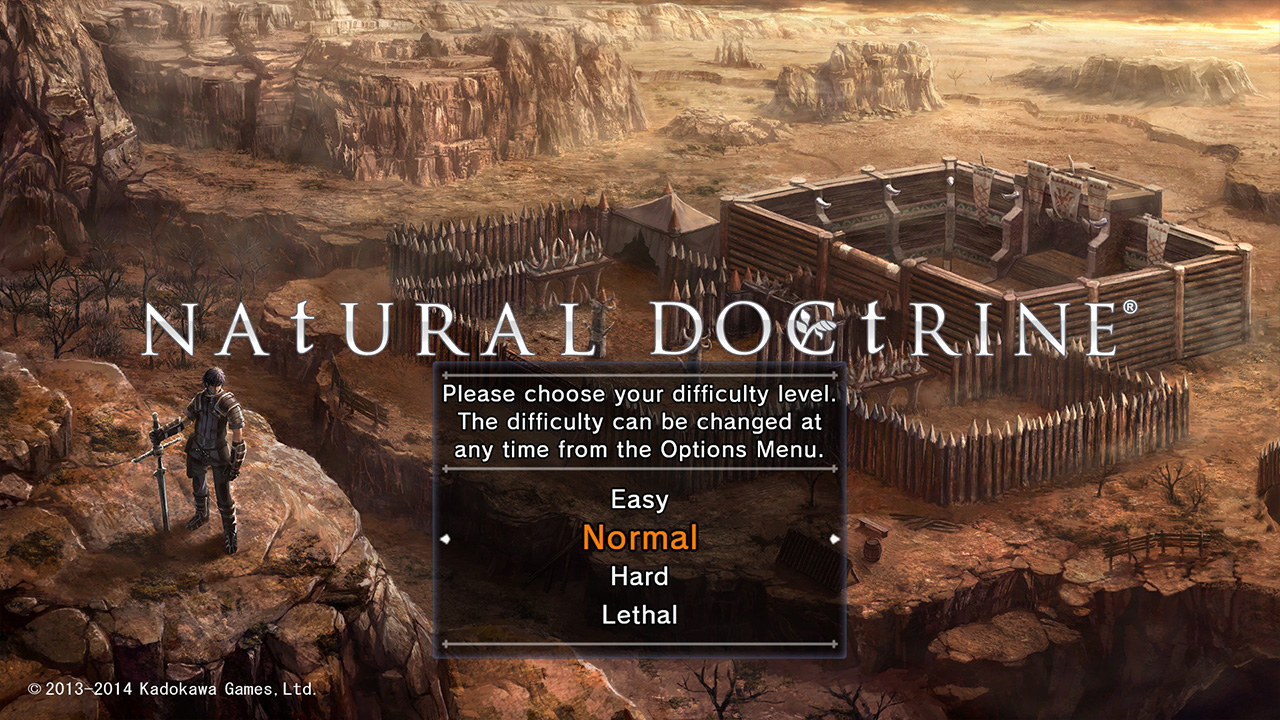 NAtURAL DOCtRINE®
Please choose your difficulty level.
The difficulty can be changed at
any time from the Options Menu.
Easy
Normal
Hard
Lethal
© 2013-2014 Kadokawa Games, Ltd.